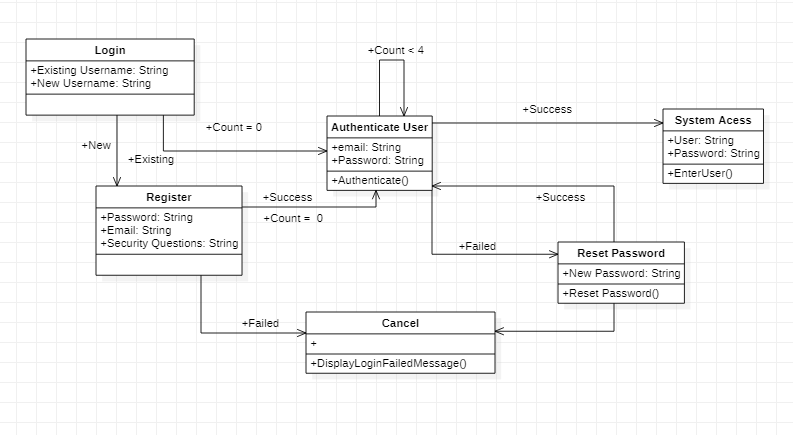 +Count < 4
Login
+Existing Username: String
+New Username: String
+Count = 0
+New
+Existing
Authenticate User
+email: String
+Password: String
+Authenticate()
+Success
System Acess
+User: String
+Password: String
+EnterUser()
Register
+Password: String
+Email: String
+Security Questions: String
+Success
+Count = 0
+Success
+Failed
Reset Password
+New Password: String
+Reset Password()
+Failed
Cancel
+
+DisplayLoginFailedMessage()